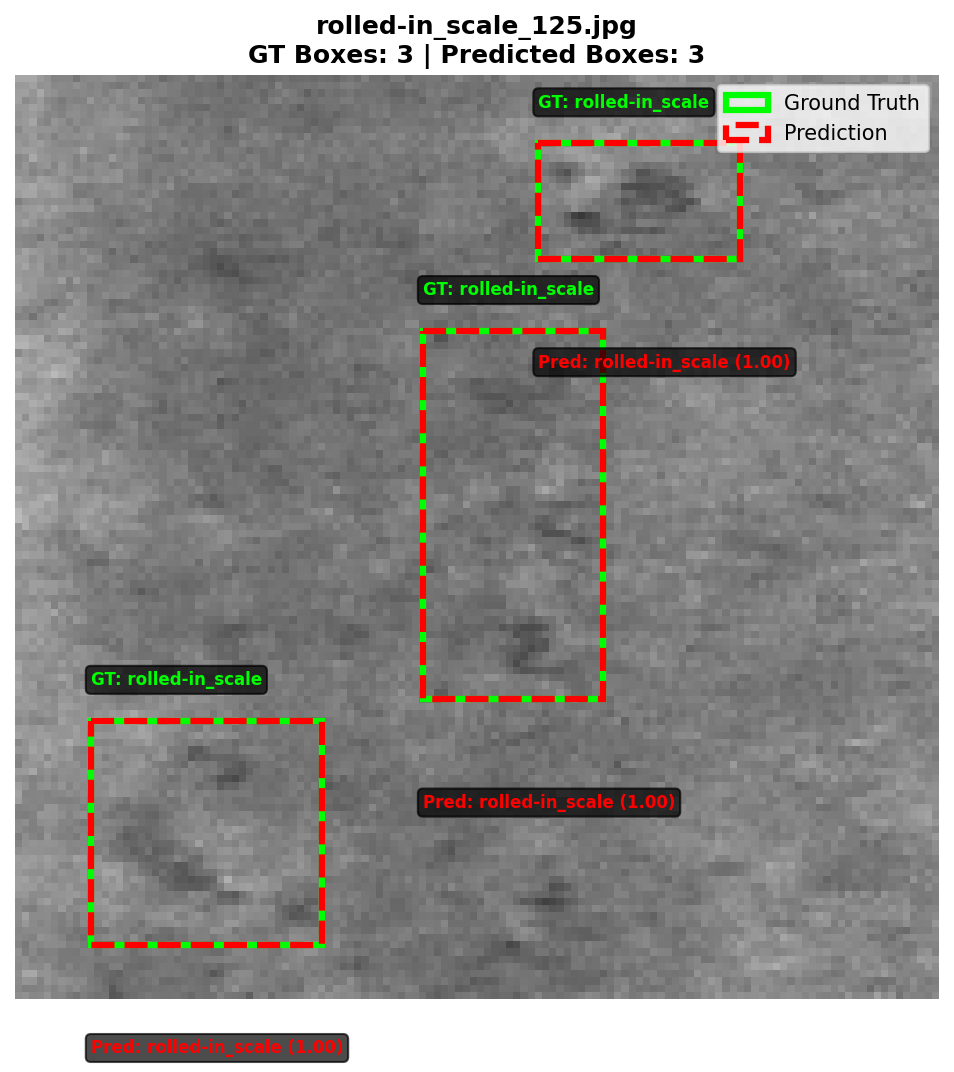 rolled-in_scale_125.jpg
GT Boxes: 3 | Predicted Boxes: 3
GT: rolled-in_scale
Ground Truth
Prediction
GT: rolled-in_scale
Pred: rolled-in_scale (1.00)
GT: rolled-in_scale
Pred: rolled-in_scale (1.00)
Pred: rolled-in_scale (1.00)